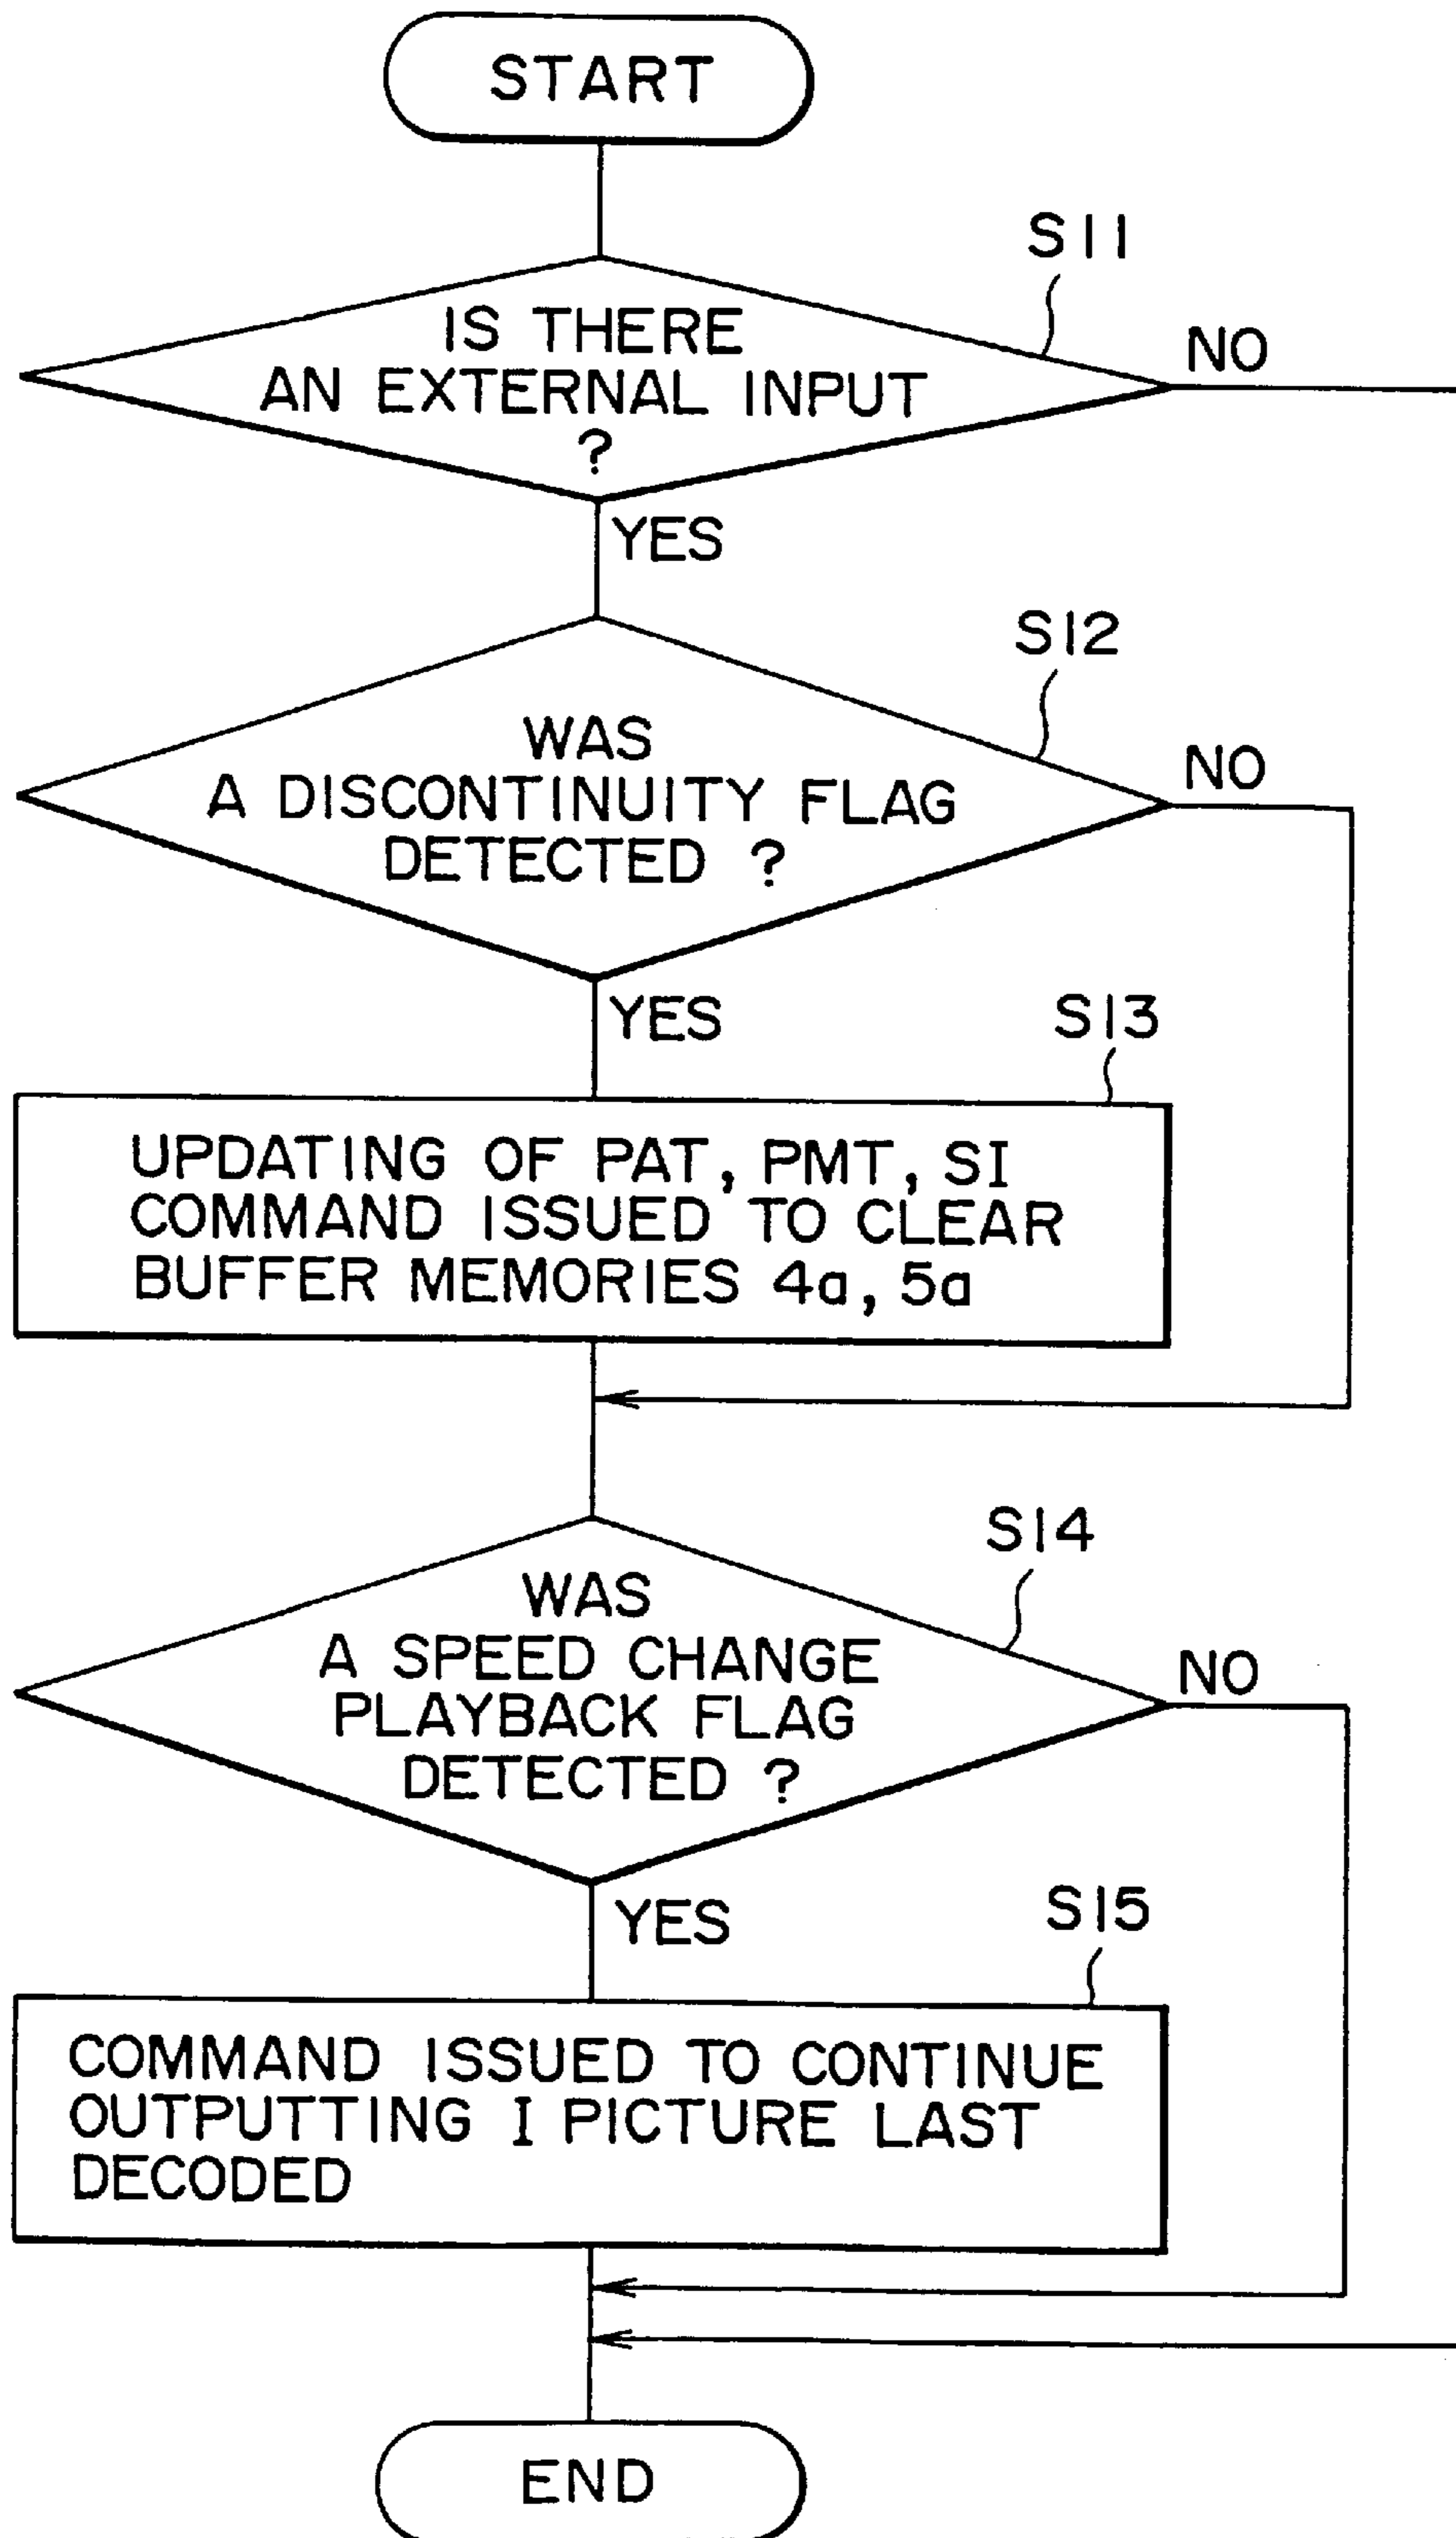 START
S11
IS THERE
AN EXTERNAL INPUT
?
NO
YES
S12
WAS
A DISCONTINUITY FLAG
DETECTED ?
NO
YES
S13
UPDATING OF PAT, PMT, SI
COMMAND ISSUED TO CLEAR
BUFFER MEMORIES 4a, 5a
S14
WAS
A SPEED CHANGE
PLAYBACK FLAG
DETECTED ?
NO
YES
S15
COMMAND ISSUED TO CONTINUE
OUTPUTTING I PICTURE LAST
DECODED
END